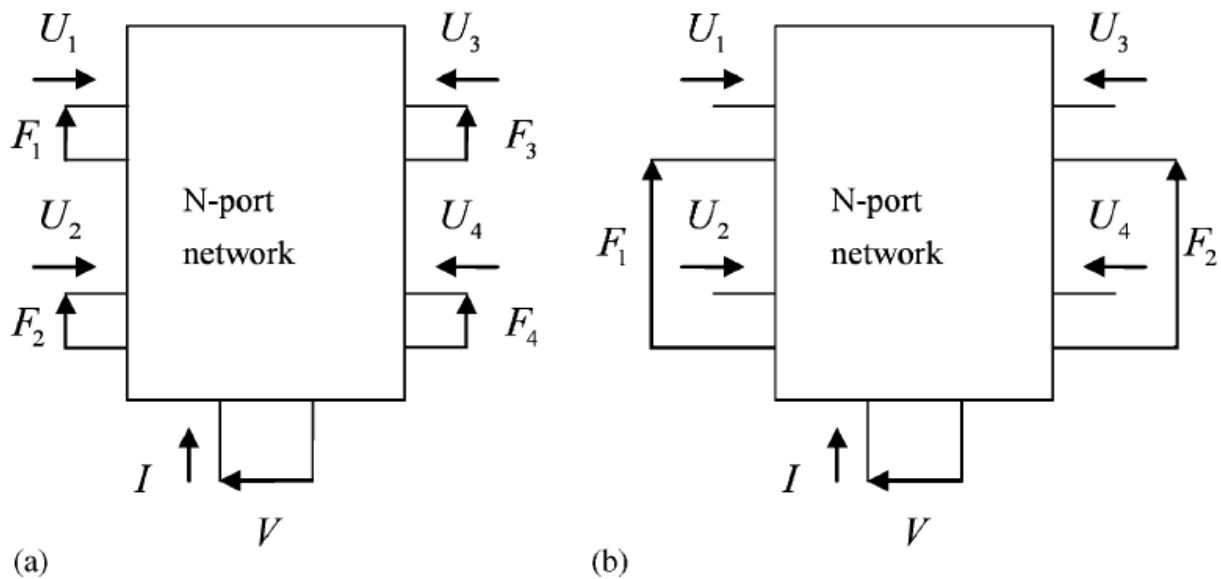 U₁
U₃
F₁
F₃
N-port
network
U₂
U₄
F₂
F₄
I
V
(a)
U₁
U₃
N-port
network
F₁
U₂
U₄
F₂
I
V
(b)